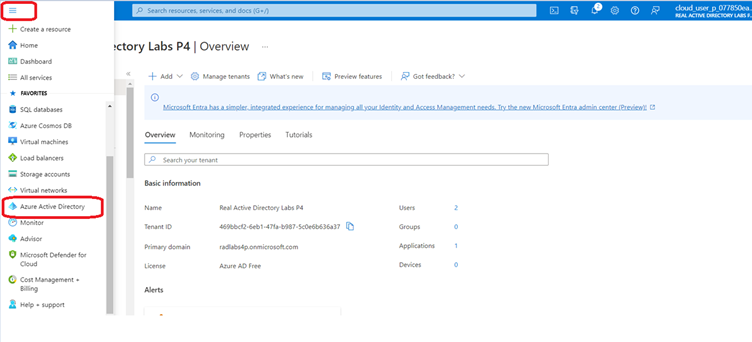 Search resources, services, and docs (G+/)
2
cloud_user_p_077850ea...
REAL ACTIVE DIRECTORY LABS P...
Create a resource
Home
Dashboard
All services
FAVORITES
SQL databases
Azure Cosmos DB
Virtual machines
Load balancers
Storage accounts
Virtual networks
Azure Active Directory
Monitor
Advisor
Microsoft Defender for
Cloud
Cost Management +
Billing
Help + support
ctory Labs P4 | Overview ...
Add
Manage tenants
What's new
Preview features
Got feedback?
Microsoft Entra has a simpler, integrated experience for managing all your Identity and Access Management needs. Try the new Microsoft Entra admin center (Preview)!
Overview Monitoring Properties Tutorials
Search your tenant
Basic information
Name Real Active Directory Labs P4 Users 2
Tenant ID 469bbcf2-6eb1-47fa-b987-5c0e6b636a37 Groups 0
Primary domain radlabs4p.onmicrosoft.com Applications 1
License Azure AD Free Devices 0
Alerts